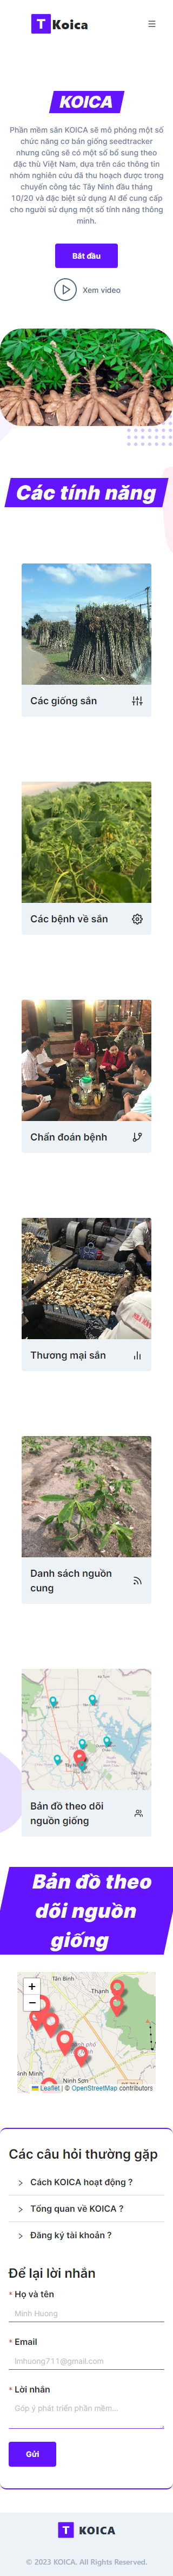 T Koica
KOICA
Phần mềm sắn KOICA sẽ mô phỏng một số
chức năng cơ bản giống seedtracker
nhưng cũng sẽ có một số bổ sung theo
đặc thù Việt Nam, dựa trên các thông tin
nhóm nghiên cứu đã thu hoạch được trong
chuyến công tác Tây Ninh đầu tháng
10/20 và đặc biệt sử dụng AI để cung cấp
cho người sử dụng một số tính năng thông
minh.
Bắt đầu
Xem video
Các tính năng
Các giống sắn
Các bệnh về sắn
Chẩn đoán bệnh
Thương mại sắn
Danh sách nguồn
cung
Bản đồ theo dõi
nguồn giống
Bản đồ theo
dõi nguồn
giống
+
−
Tân Bình
Thạnh
Ninh Sơn
Ninh Minh
Leaflet | © OpenStreetMap contributors
Các câu hỏi thường gặp
Cách KOICA hoạt động ?
Tổng quan về KOICA ?
Đăng ký tài khoản ?
Để lại lời nhắn
* Họ và tên
Minh Huong
* Email
lmhuong711@gmail.com
* Lời nhắn
Góp ý phát triển phần mềm...
Gửi
T KOICA
© 2023 KOICA. All Rights Reserved.